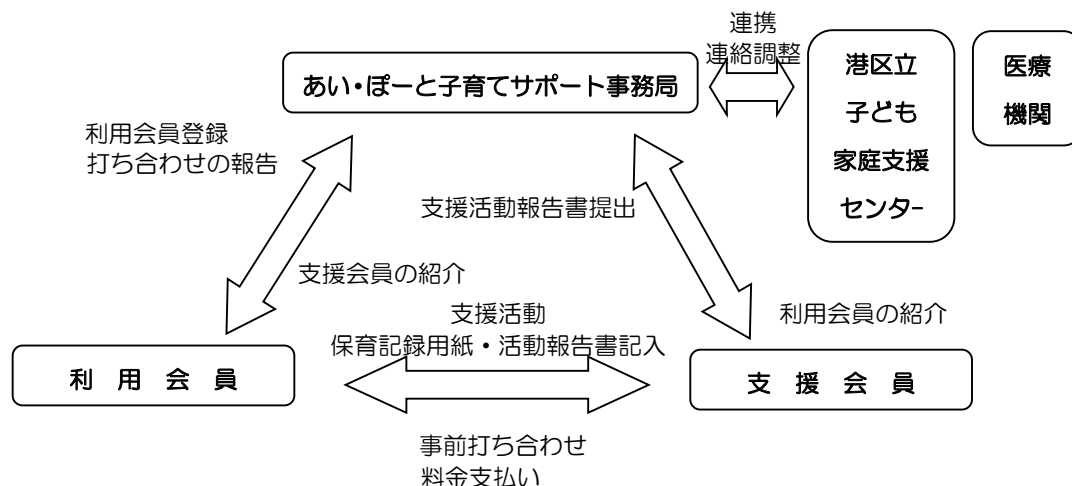 連携
連絡調整
港区立
子ども
家庭支援
センター
医療
機関
あい・ぽーと子育てサポート事務局
利用会員登録
打ち合わせの報告
支援活動報告書提出
支援会員の紹介
利用会員の紹介
支援活動
保育記録用紙・活動報告書記入
利 用 会 員
支 援 会 員
事前打ち合わせ
料金支払い